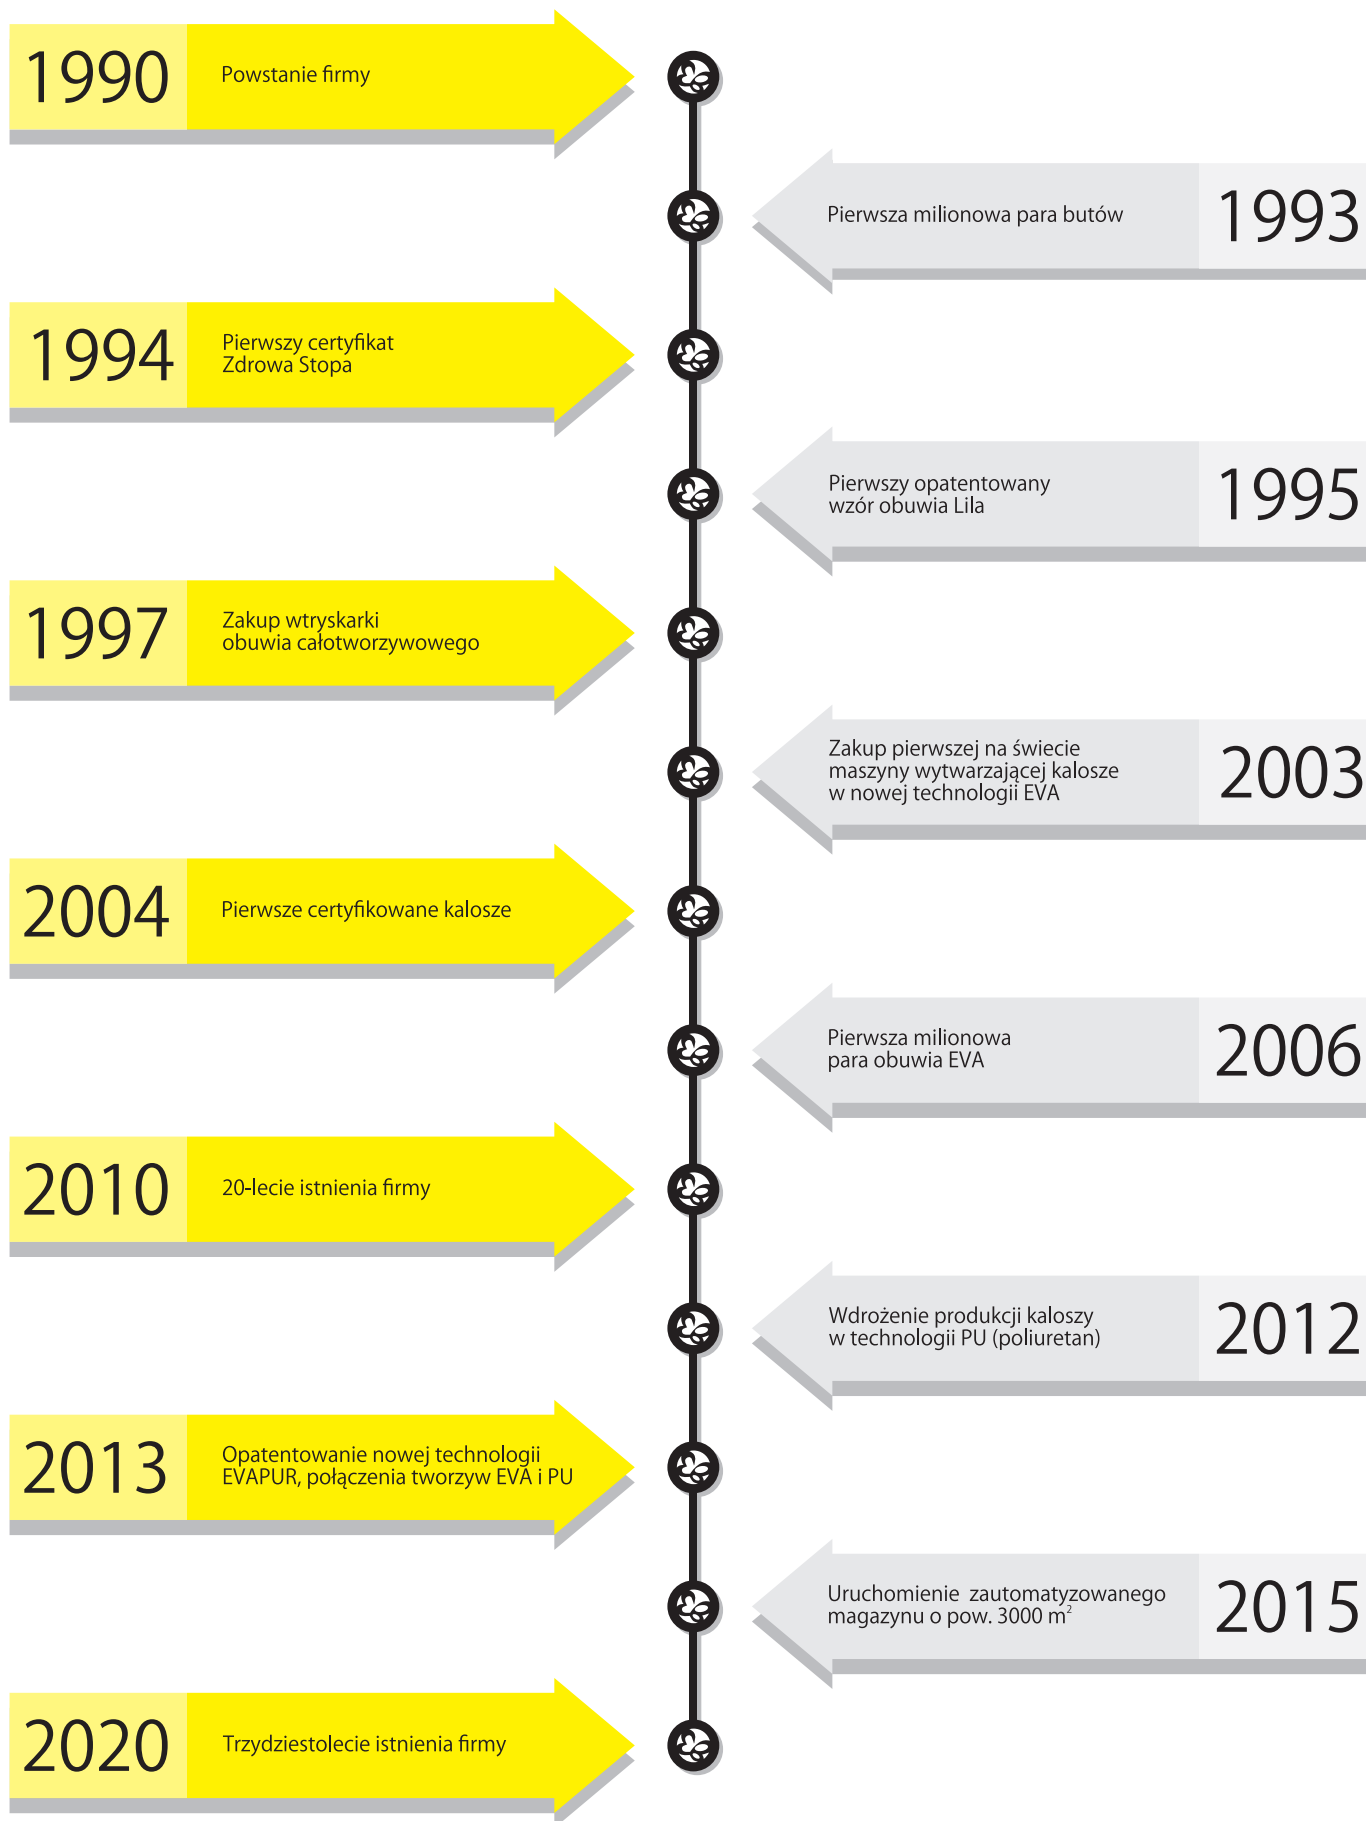 1990
Powstanie firmy
1993
Pierwsza milionowa para butów
1994
Pierwszy certyfikat
Zdrowa Stopa
1995
Pierwszy opatentowany
wzór obuwia Lila
1997
Zakup wtryskarki
obuwia całotworzywowego
2003
Zakup pierwszej na świecie
maszyny wytwarzającej kalosze
w nowej technologii EVA
2004
Pierwsze certyfikowane kalosze
2006
Pierwsza milionowa
para obuwia EVA
2010
20-lecie istnienia firmy
2012
Wdrożenie produkcji kaloszy
w technologii PU (poliuretan)
2013
Opatentowanie nowej technologii
EVAPUR, połączenia tworzyw EVA i PU
2015
Uruchomienie zautomatyzowanego
magazynu o pow. 3000 m²
2020
Trzydziestolecie istnienia firmy